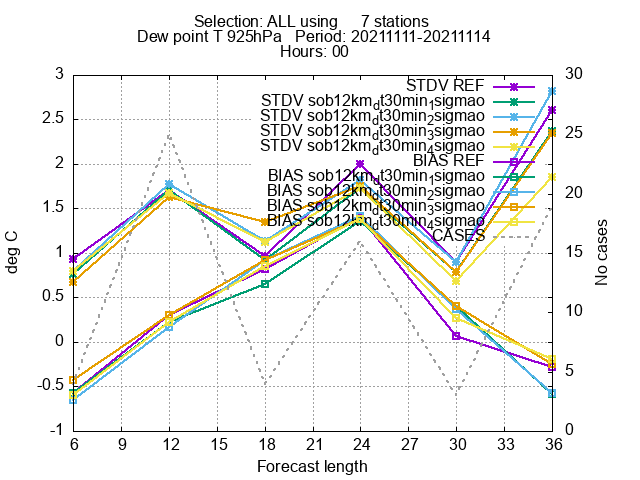 Selection: ALL using 7 stations
Dew point T 925hPa Period: 20211111-20211114
Hours: 00
3
2.5
2
1.5
1
0.5
0
-0.5
-1
deg C
30
25
20
15
10
5
0
No cases
STDV REF
STDV sob12km_dt30min_1sigmao
STDV sob12km_dt30min_2sigmao
STDV sob12km_dt30min_3sigmao
STDV sob12km_dt30min_4sigmao
BIAS REF
BIAS sob12km_dt30min_1sigmao
BIAS sob12km_dt30min_2sigmao
BIAS sob12km_dt30min_3sigmao
BIAS sob12km_dt30min_4sigmao
CASES
6 9 12 15 18 21 24 27 30 33 36
Forecast length